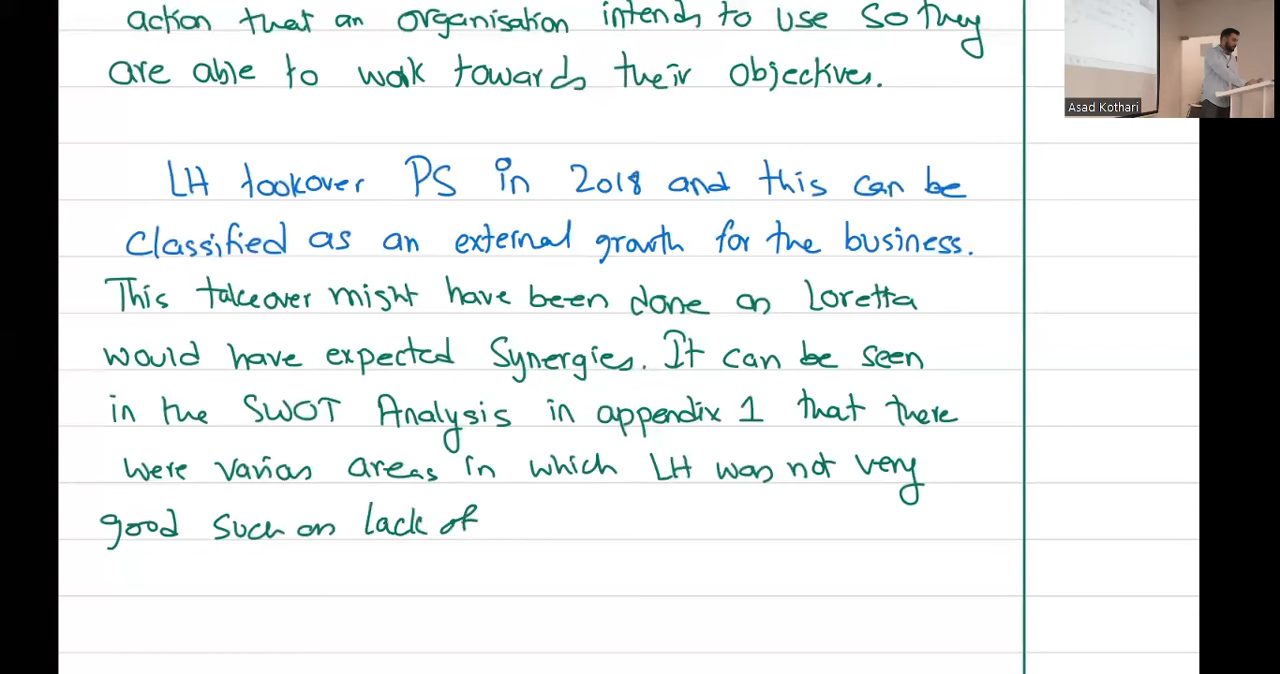 action that an organisation intends to use so they
are able to work towards their objectives.
LH tookover PS in 2018 and this can be
classified as an external growth for the business.
This takeover might have been done as Loretta
would have expected Synergies. It can be seen
in the SWOT Analysis in appendix 1 that there
were various areas in which LH was not very
good such as lack of
Asad Kothari